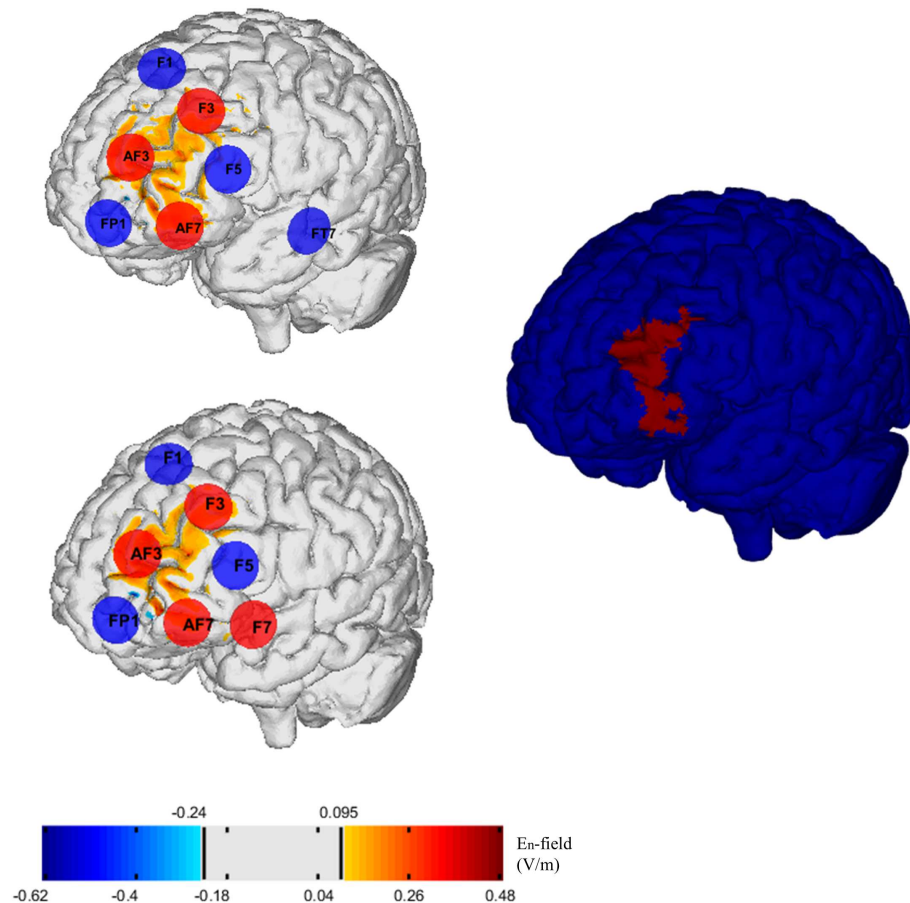 F1
F3
AF3
F5
FP1
AF7
FT7
F1
F3
AF3
F5
FP1
AF7
F7
-0.24
0.095
En-field
(V/m)
-0.62
-0.4
-0.18
0.04
0.26
0.48